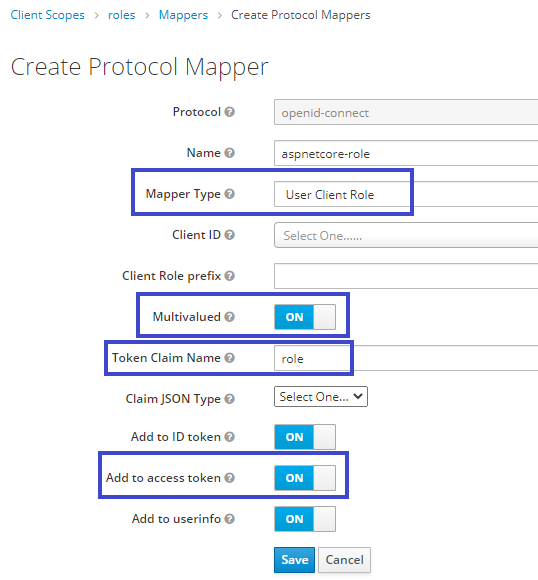 Client Scopes > roles > Mappers > Create Protocol Mappers
Create Protocol Mapper
Protocol ? openid-connect
Name ? aspnetcore-role
Mapper Type ? User Client Role
Client ID ? Select One......
Client Role prefix ?
Multivalued ? ON
Token Claim Name ? role
Claim JSON Type ? Select One...
Add to ID token ? ON
Add to access token ? ON
Add to userinfo ? ON
Save Cancel